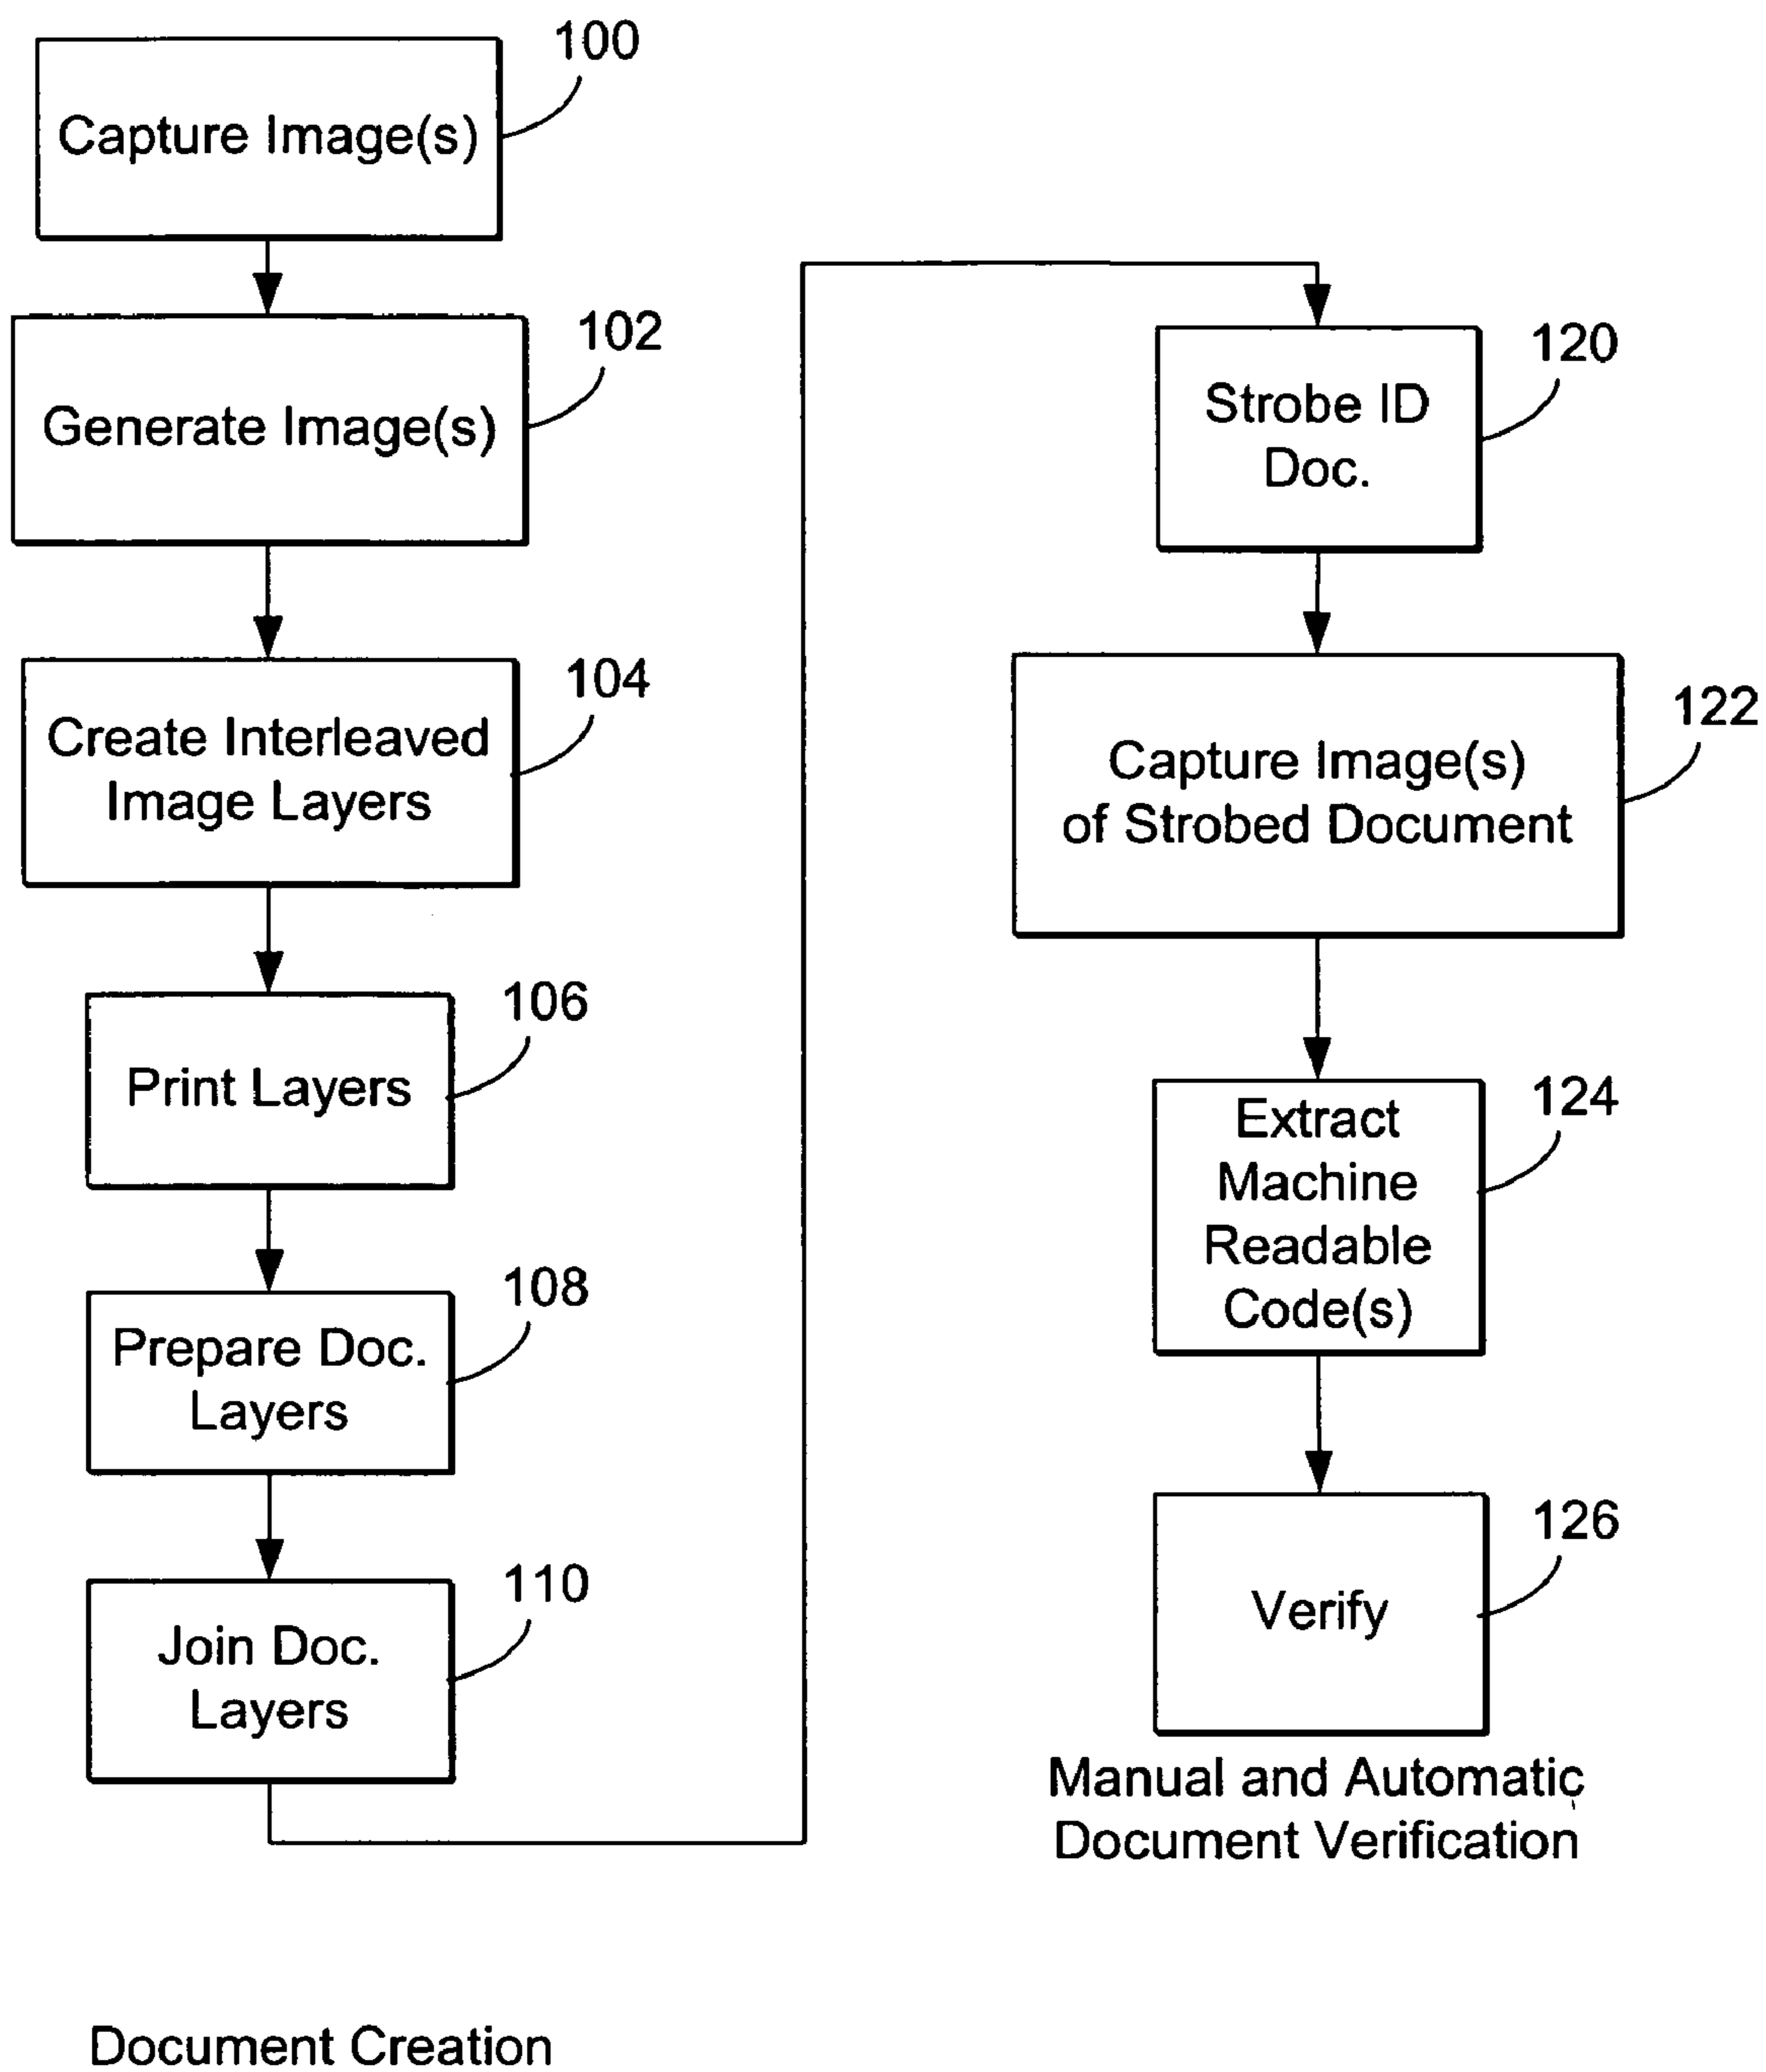 100
Capture Image(s)
102
Generate Image(s)
104
Create Interleaved
Image Layers
106
Print Layers
108
Prepare Doc.
Layers
110
Join Doc.
Layers
Document Creation
120
Strobe ID
Doc.
122
Capture Image(s)
of Strobed Document
124
Extract
Machine
Readable
Code(s)
126
Verify
Manual and Automatic
Document Verification